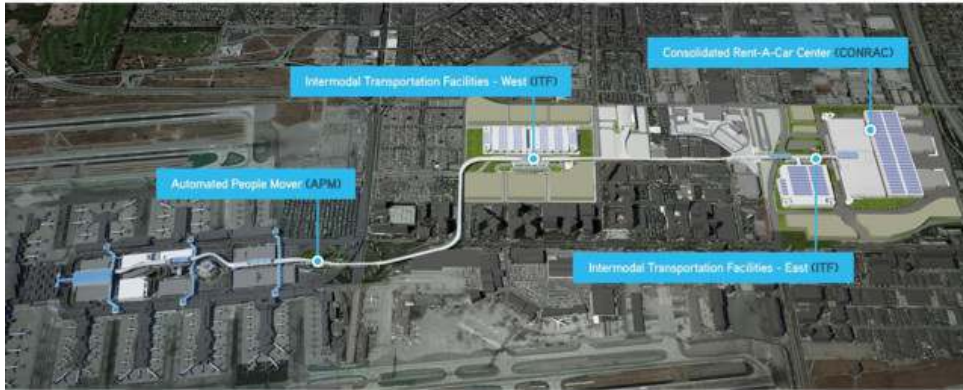 Consolidated Rent-A-Car Center (CONRAC)
Intermodal Transportation Facilities - West (ITF)
Automated People Mover (APM)
Intermodal Transportation Facilities - East (ITF)